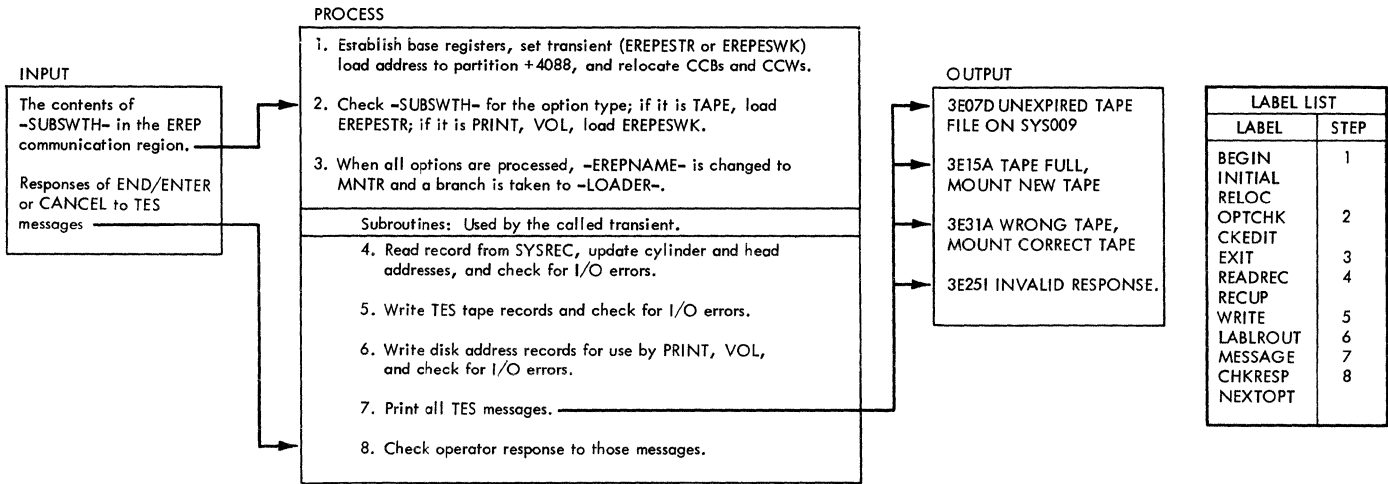 INPUT
The contents of
-SUBSWTH- in the EREP
communication region.
Responses of END/ENTER
or CANCEL to TES
messages
PROCESS
1. Establish base registers, set transient (EREPESTR or EREPESWK)
load address to partition +4088, and relocate CCBs and CCWs.
2. Check -SUBSWTH- for the option type; if it is TAPE, load
EREPESTR; if it is PRINT, VOL, load EREPESWK.
3. When all options are processed, -EREPNAME- is changed to
MNTR and a branch is taken to -LOADER-.
Subroutines: Used by the called transient.
4. Read record from SYSREC, update cylinder and head
addresses, and check for I/O errors.
5. Write TES tape records and check for I/O errors.
6. Write disk address records for use by PRINT, VOL,
and check for I/O errors.
7. Print all TES messages.
8. Check operator response to those messages.
OUTPUT
3E07D UNEXPIRED TAPE
FILE ON SYS009
3E15A TAPE FULL,
MOUNT NEW TAPE
3E31A WRONG TAPE,
MOUNT CORRECT TAPE
3E25I INVALID RESPONSE.
LABEL LIST
LABEL STEP
BEGIN 1
INITIAL
RELOC
OPTCHK 2
CKEDIT
EXIT 3
READREC 4
RECUP
WRITE 5
LABLROUT 6
MESSAGE 7
CHKRESP 8
NEXTOPT